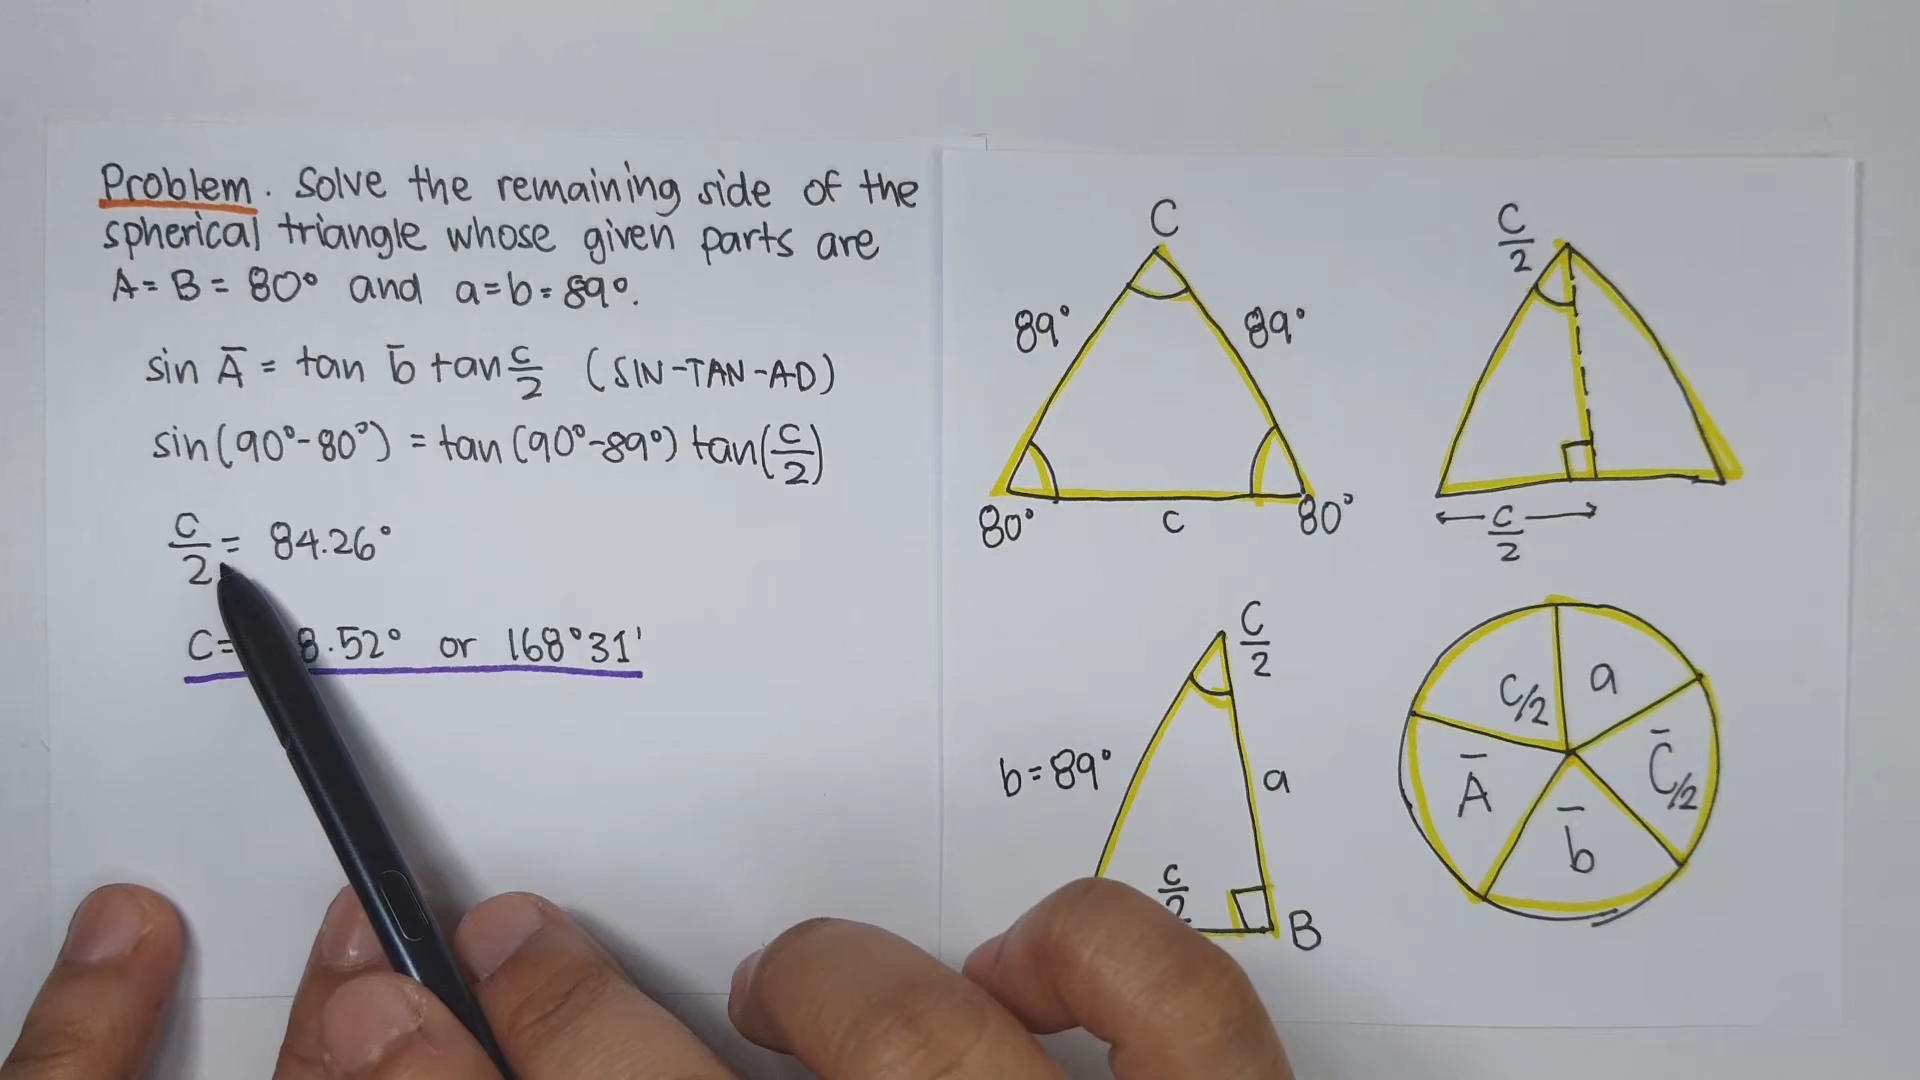 Problem. Solve the remaining side of the
spherical triangle whose given parts are
A = B = 80° and a = b = 89°.
sin A̅ = tan b̅ tan c/2 (SIN-TAN-AD)
sin(90°-80°) = tan(90°-89°) tan(c/2)
c/2 = 84.26°
C= 8.52° or 168°31'
C
89° 89°
80° c 80°
C/2
c/2
C/2
b=89° a
c/2 B
c/2 a
A̅ C̅/2
b̅